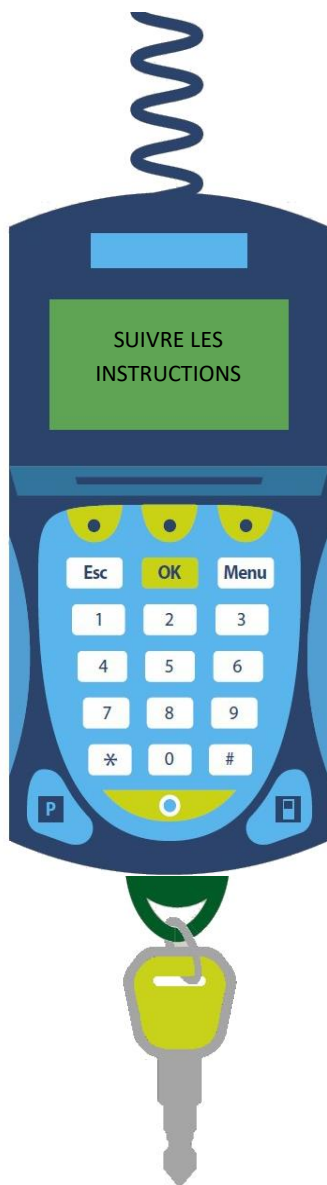 SUIVRE LES
INSTRUCTIONS
Esc OK Menu
1 2 3
4 5 6
7 8 9
* 0 #
P